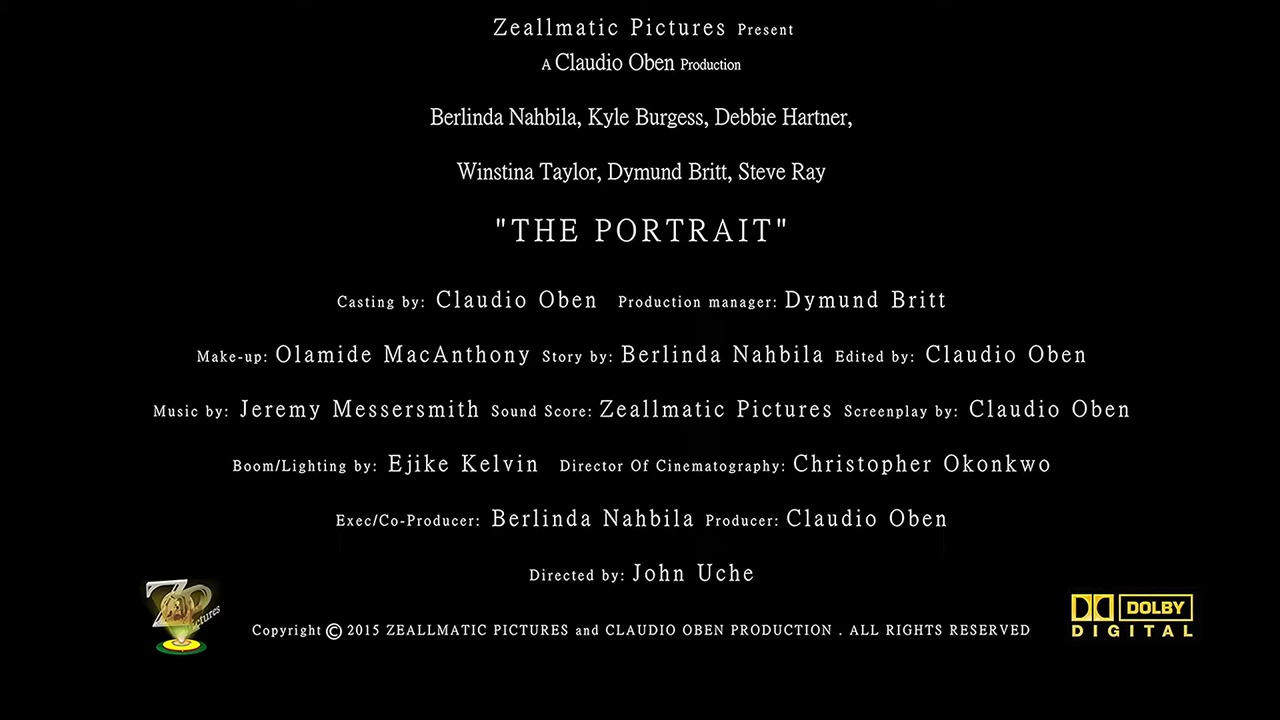 Zeallmatic Pictures Present
A Claudio Oben Production
Berlinda Nahbila, Kyle Burgess, Debbie Hartner,
Winstina Taylor, Dymund Britt, Steve Ray
"THE PORTRAIT"
Casting by: Claudio Oben Production manager: Dymund Britt
Make-up: Olamide MacAnthony Story by: Berlinda Nahbila Edited by: Claudio Oben
Music by: Jeremy Messersmith Sound Score: Zeallmatic Pictures Screenplay by: Claudio Oben
Boom/Lighting by: Ejike Kelvin Director Of Cinematography: Christopher Okonkwo
Exec/Co-Producer: Berlinda Nahbila Producer: Claudio Oben
Directed by: John Uche
ZP Pictures
Copyright © 2015 ZEALLMATIC PICTURES and CLAUDIO OBEN PRODUCTION . ALL RIGHTS RESERVED
DOLBY
DIGITAL